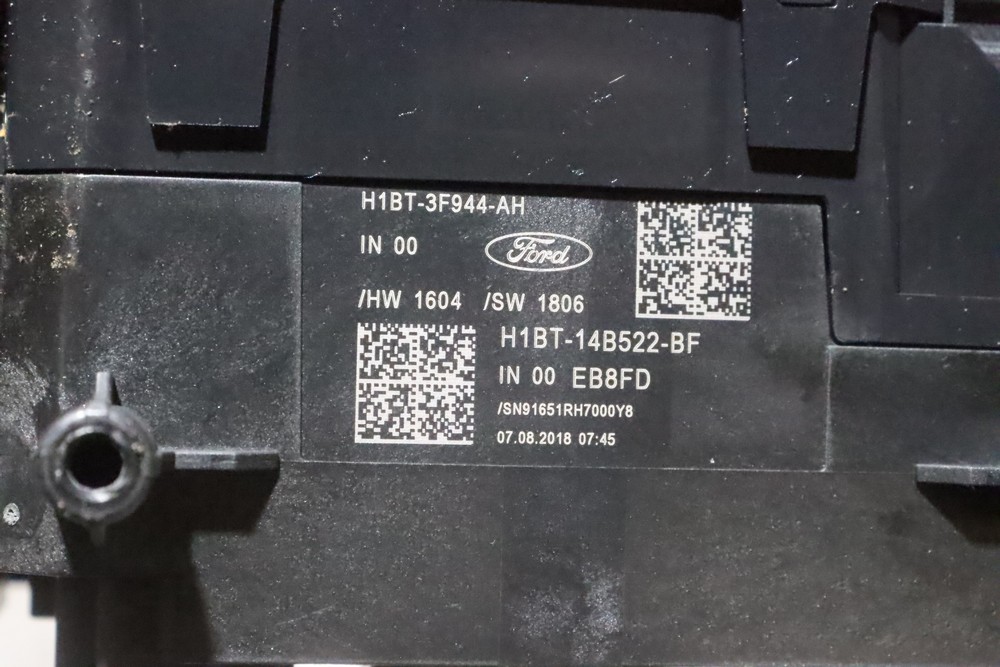 H1BT-3F944-AH
IN 00
Ford
/HW 1604 /SW 1806
H1BT-14B522-BF
IN 00 EB8FD
/SN91651RH7000Y8
07.08.2018 07:45